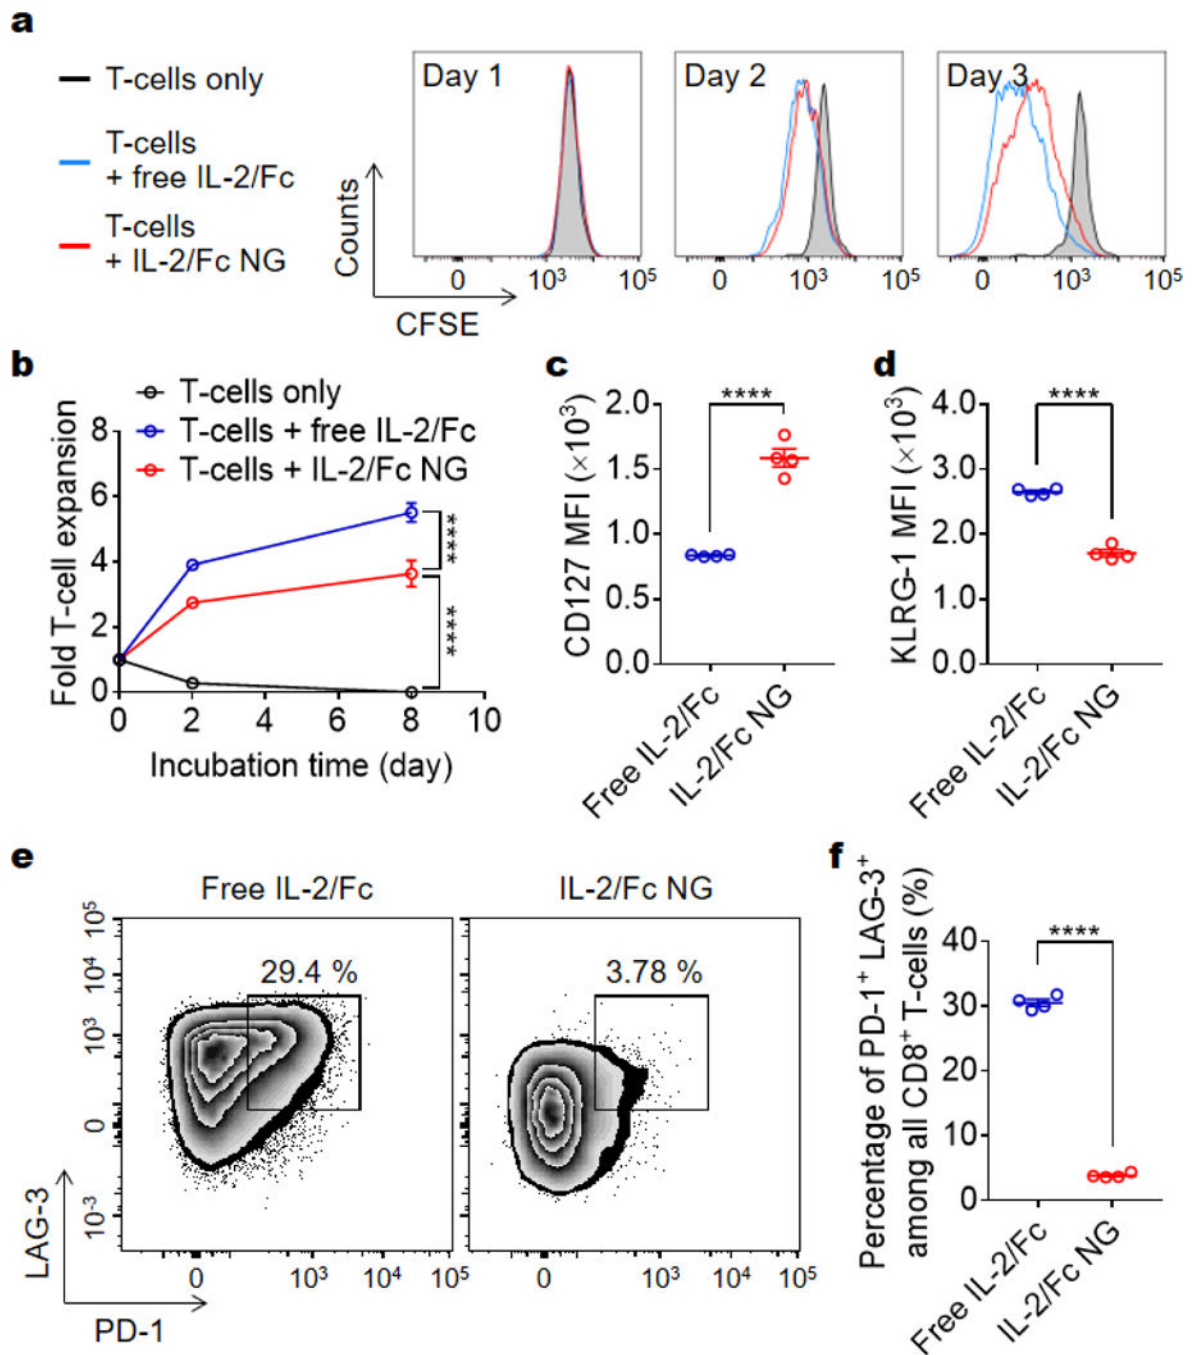 a
T-cells only
T-cells
+ free IL-2/Fc
T-cells
+ IL-2/Fc NG
Counts
CFSE
Day 1
0 10³ 10⁵
Day 2
0 10³ 10⁵
Day 3
0 10³ 10⁵
b
T-cells only
T-cells + free IL-2/Fc
T-cells + IL-2/Fc NG
Fold T-cell expansion
8
6
4
2
0
0 2 4 6 8 10
Incubation time (day)
****
****
c
CD127 MFI (×10³)
2.0
1.5
1.0
0.5
0.0
****
Free IL-2/Fc
IL-2/Fc NG
d
KLRG-1 MFI (×10³)
4.0
3.0
2.0
1.0
0.0
****
Free IL-2/Fc
IL-2/Fc NG
e
Free IL-2/Fc
29.4 %
10⁵
10⁴
10³
0
10⁻³
0 10³ 10⁴ 10⁵
IL-2/Fc NG
3.78 %
0 10³ 10⁴ 10⁵
LAG-3
PD-1
f
Percentage of PD-1⁺ LAG-3⁺
among all CD8⁺ T-cells (%)
40
30
20
10
0
****
Free IL-2/Fc
IL-2/Fc NG